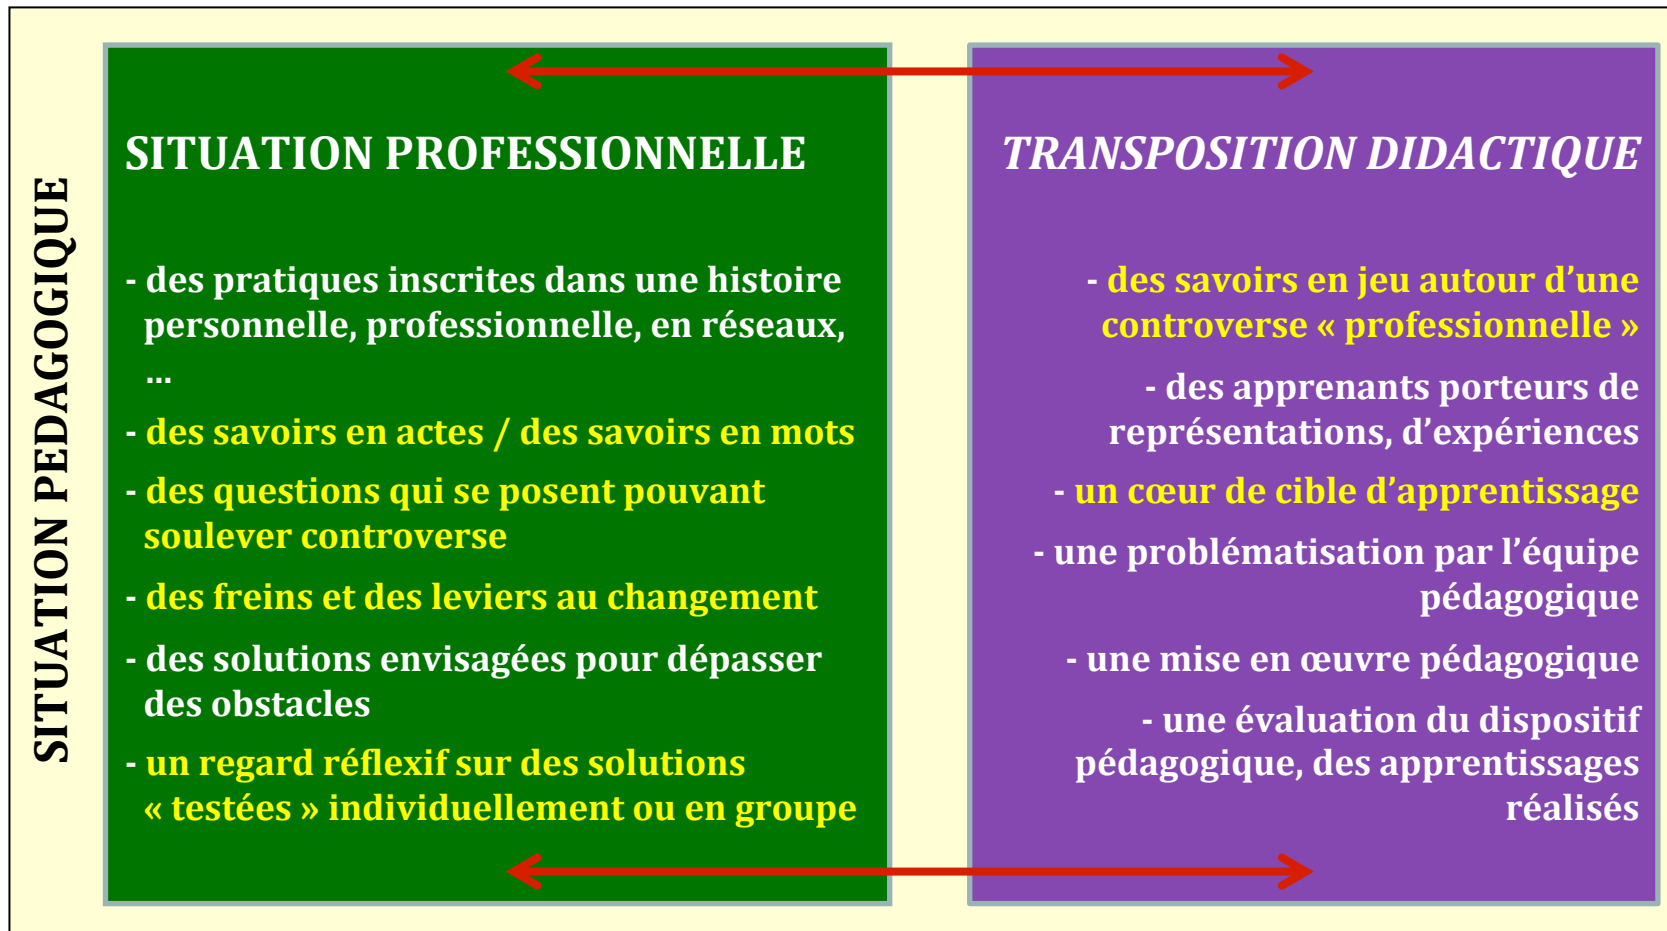 SITUATION PEDAGOGIQUE
SITUATION PROFESSIONNELLE
- des pratiques inscrites dans une histoire
personnelle, professionnelle, en réseaux,
...
- des savoirs en actes / des savoirs en mots
- des questions qui se posent pouvant
soulever controverse
- des freins et des leviers au changement
- des solutions envisagées pour dépasser
des obstacles
- un regard réflexif sur des solutions
« testées » individuellement ou en groupe
TRANSPOSITION DIDACTIQUE
- des savoirs en jeu autour d’une
controverse « professionnelle »
- des apprenants porteurs de
représentations, d’expériences
- un cœur de cible d’apprentissage
- une problématisation par l’équipe
pédagogique
- une mise en œuvre pédagogique
- une évaluation du dispositif
pédagogique, des apprentissages
réalisés